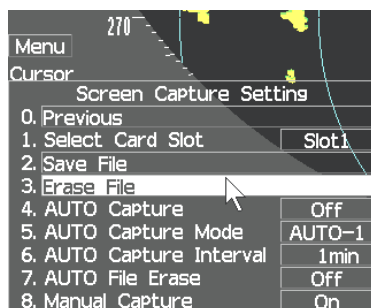 270
Menu
Cursor
Screen Capture Setting
0. Previous
1. Select Card Slot Slot1
2. Save File
3. Erase File
4. AUTO Capture Off
5. AUTO Capture Mode AUTO-1
6. AUTO Capture Interval 1min
7. AUTO File Erase Off
8. Manual Capture On